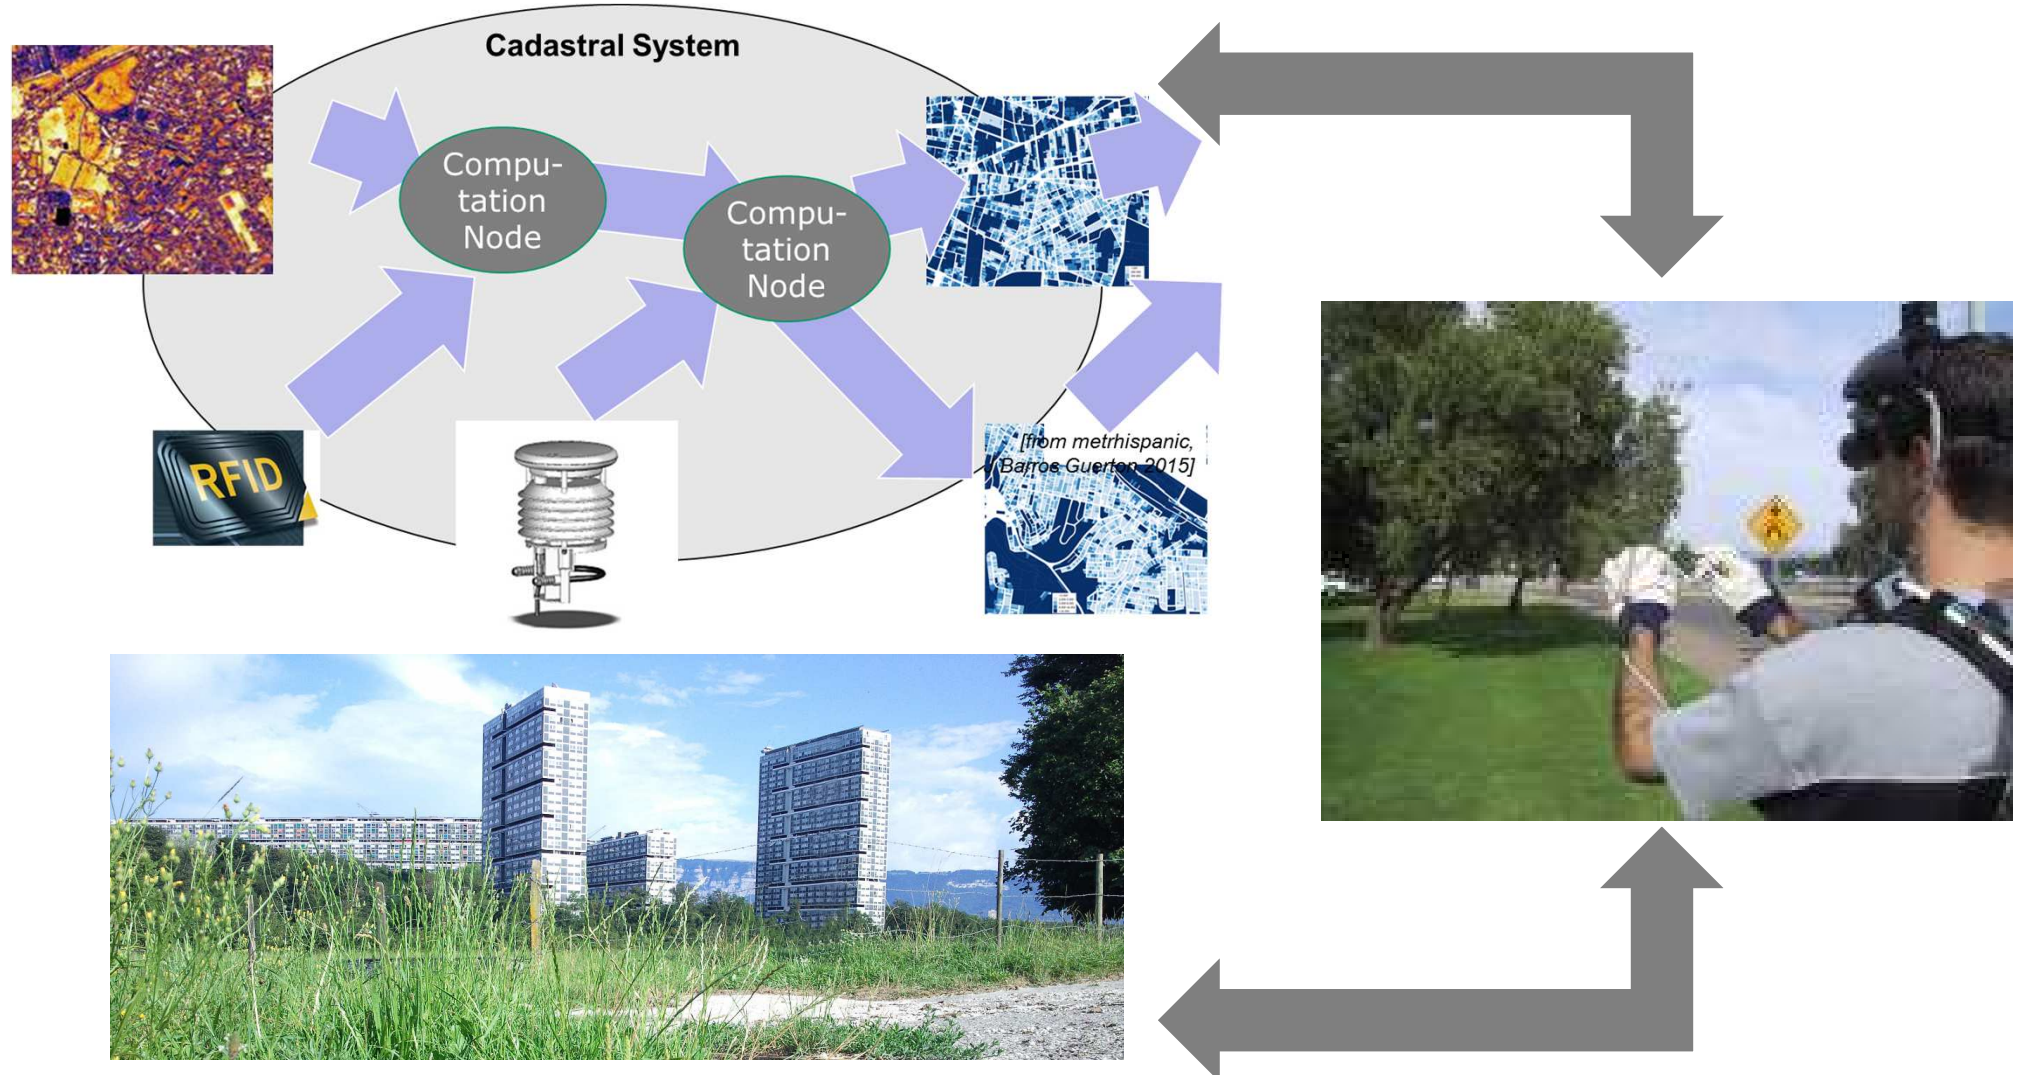 Cadastral System
Compu-
tation
Node
Compu-
tation
Node
[from metrhispanic,
Barros Guerton 2015]
RFID